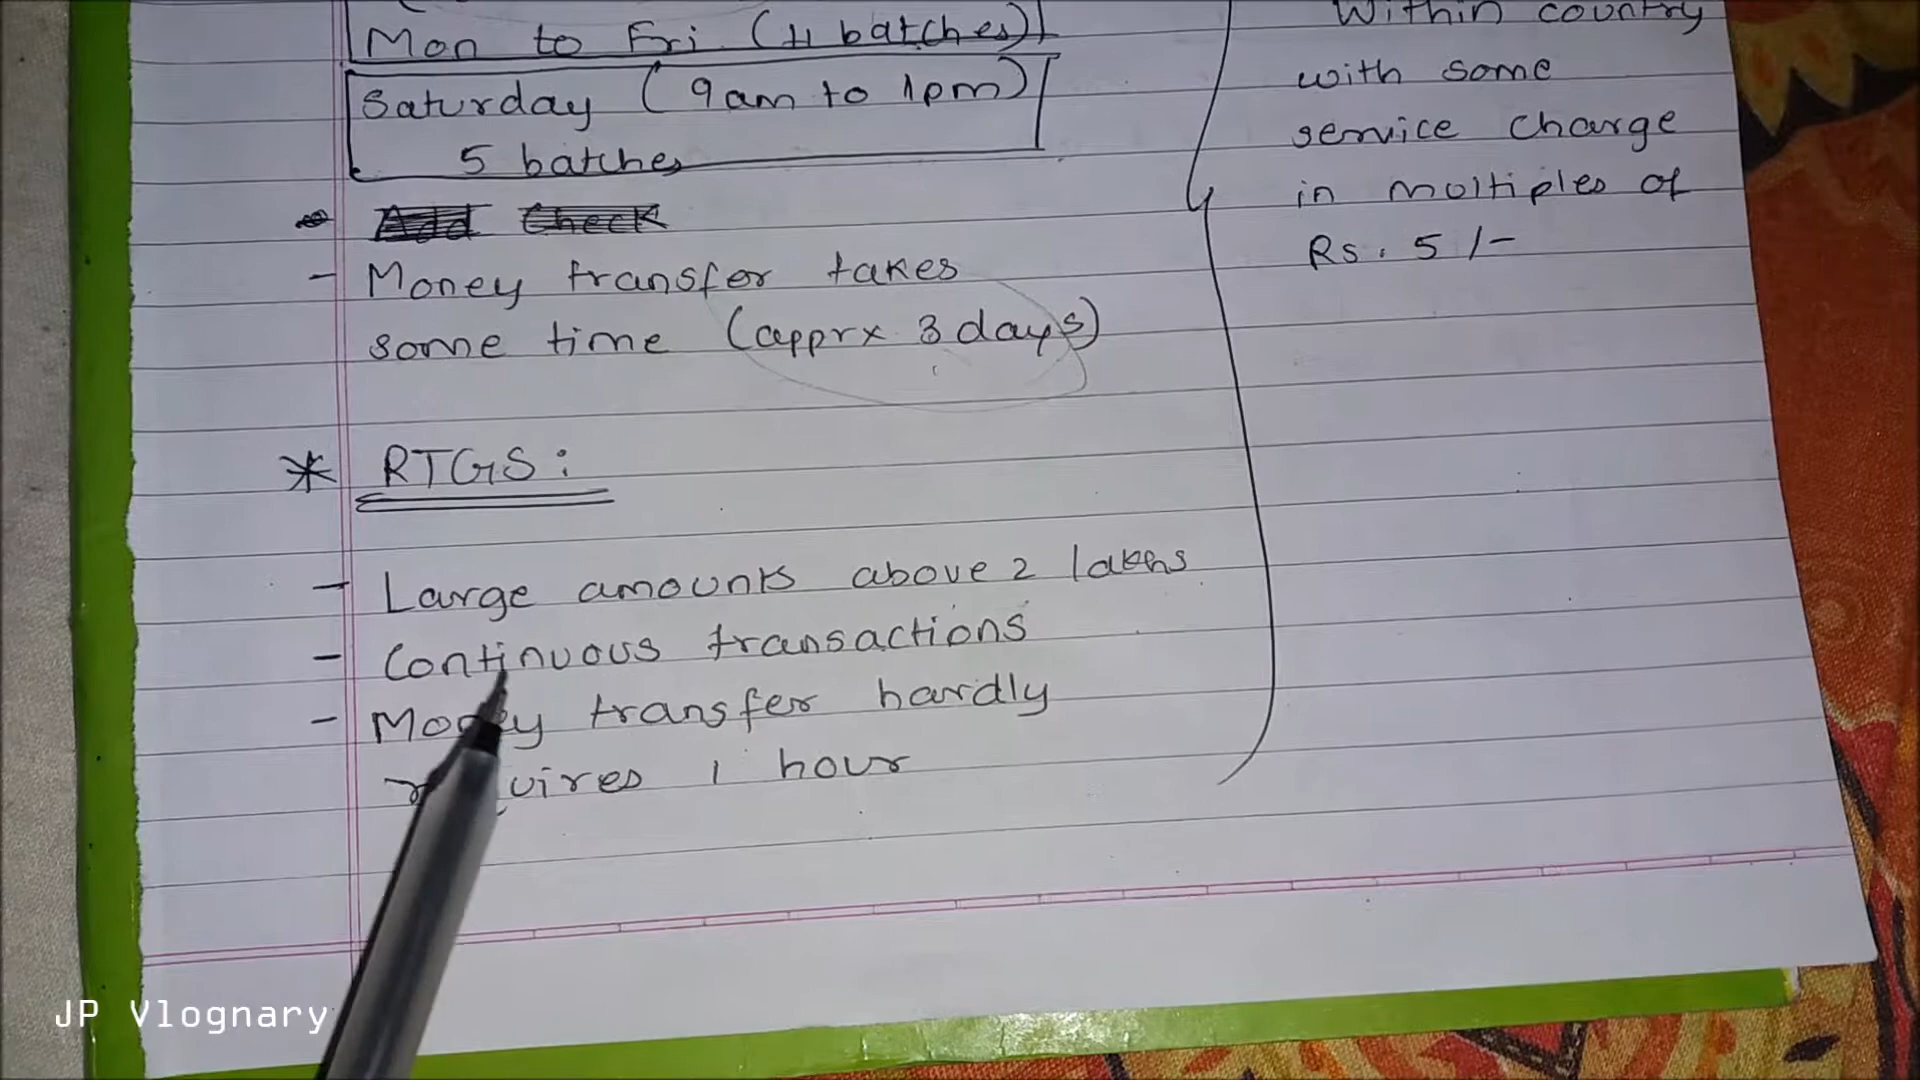 Mon to Fri (11 batches)
Saturday (9am to 1pm)
5 batches
Add Check
- Money transfer takes
some time (apprx 3 days)
* RTGS:
- Large amounts above 2 lakhs
- Continuous transactions
- Money transfer hardly
requires 1 hour
Within country
with some
service charge
in multiples of
Rs. 5/-
JP Vlognary